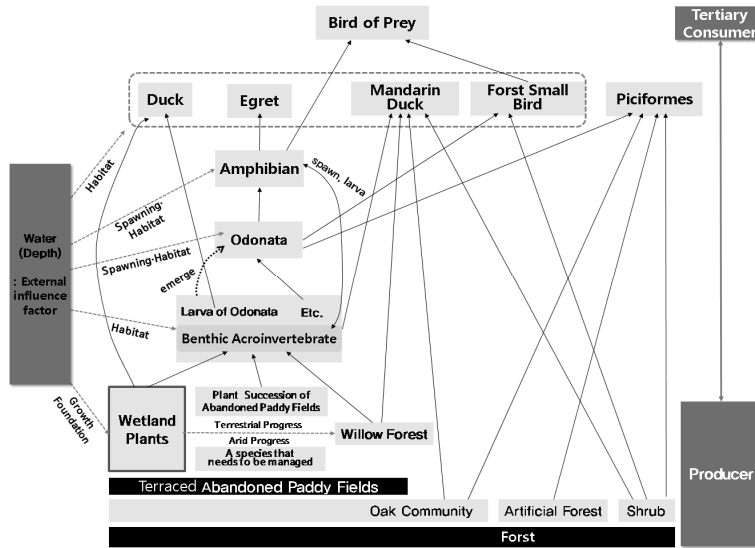 Bird of Prey
Tertiary
Consumer
Duck
Egret
Mandarin
Duck
Forst Small
Bird
Piciformes
Habitat
Amphibian
spawn, larva
Spawning·
Habitat
Water
(Depth)
: External
influence
factor
Odonata
Spawning·Habitat
emerge
Larva of Odonata
Etc.
Habitat
Benthic Acroinvertebrate
Growth
Foundation
Wetland
Plants
Plant Succession of
Abandoned Paddy Fields
Terrestrial Progress
Arid Progress
Willow Forest
A species that
needs to be managed
Producer
Terraced Abandoned Paddy Fields
Oak Community
Artificial Forest
Shrub
Forst